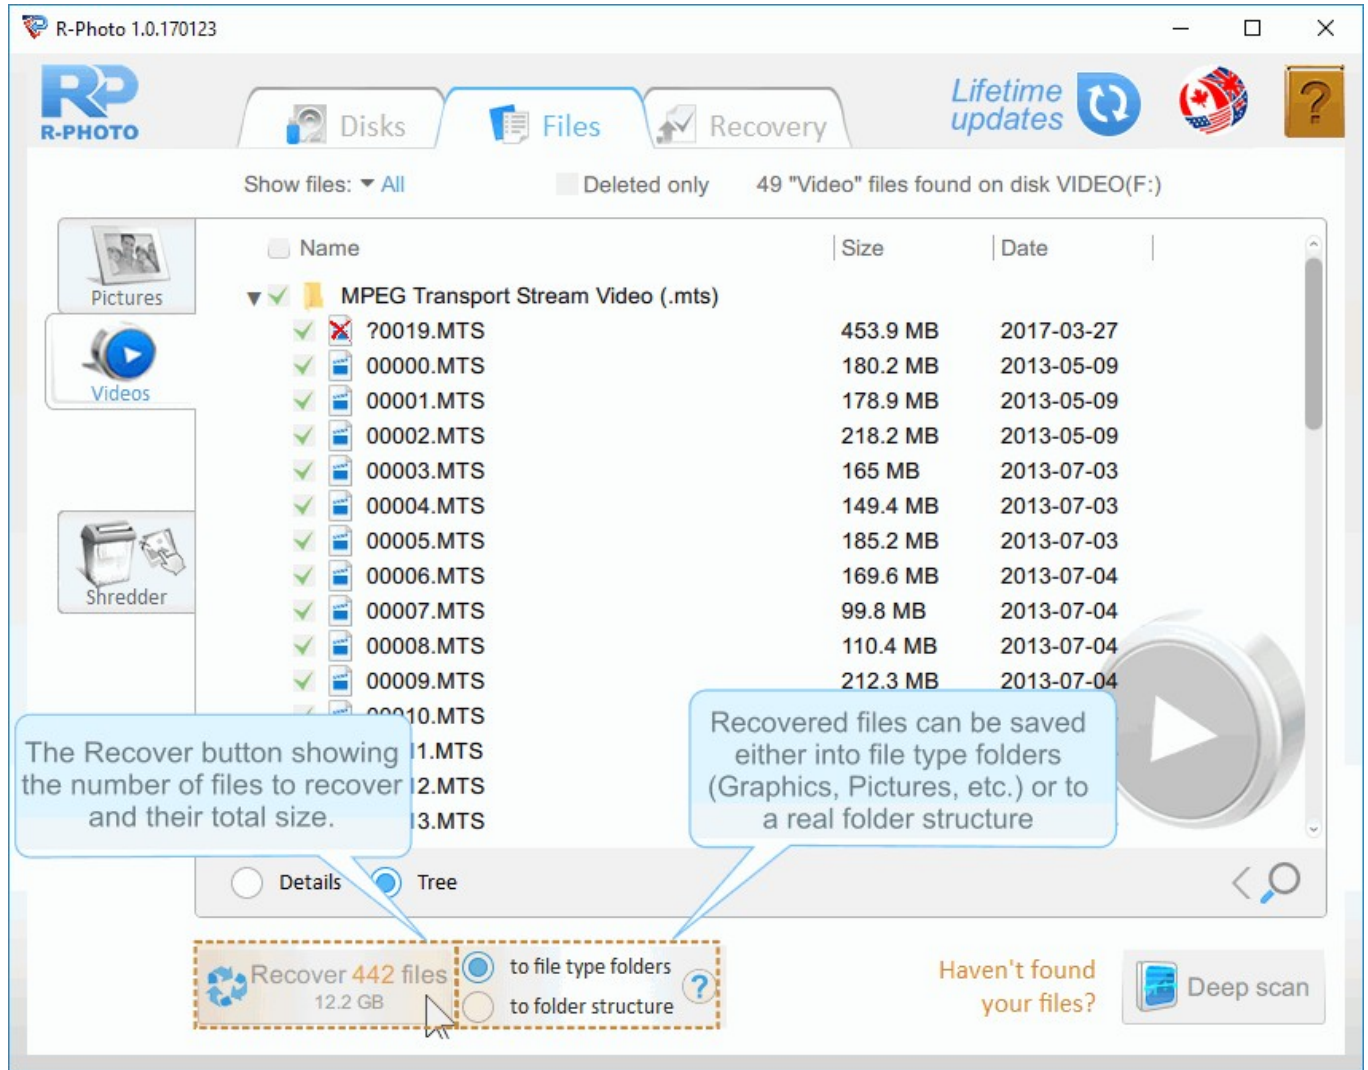 R-Photo 1.0.170123
RP
R-PHOTO
Disks
Files
Recovery
Lifetime
updates
?
Show files: All
Deleted only
49 "Video" files found on disk VIDEO(F:)
Pictures
Videos
Shredder
Name Size Date
MPEG Transport Stream Video (.mts)
?0019.MTS 453.9 MB 2017-03-27
00000.MTS 180.2 MB 2013-05-09
00001.MTS 178.9 MB 2013-05-09
00002.MTS 218.2 MB 2013-05-09
00003.MTS 165 MB 2013-07-03
00004.MTS 149.4 MB 2013-07-03
00005.MTS 185.2 MB 2013-07-03
00006.MTS 169.6 MB 2013-07-04
00007.MTS 99.8 MB 2013-07-04
00008.MTS 110.4 MB 2013-07-04
00009.MTS 212.3 MB 2013-07-04
10.MTS
1.MTS
12.MTS
13.MTS
The Recover button showing
the number of files to recover
and their total size.
Recovered files can be saved
either into file type folders
(Graphics, Pictures, etc.) or to
a real folder structure
Details
Tree
Recover 442 files
12.2 GB
to file type folders
to folder structure
?
Haven't found
your files?
Deep scan